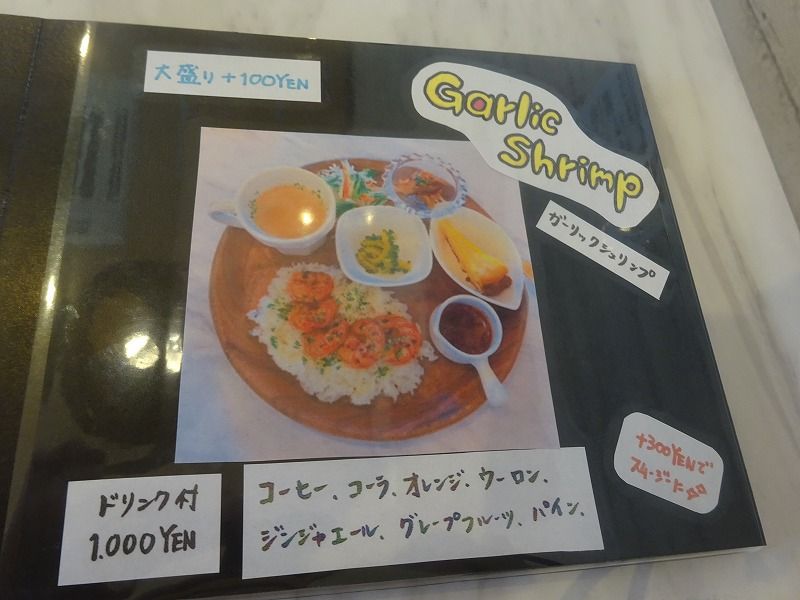 大盛り +100YEN
Garlic
Shrimp
ガーリックシュリンプ
ドリンク付
1.000 YEN
コーヒー、コーラ、オレンジ、ウーロン、
ジンジャエール、グレープフルーツ、パイン、
+300YENで
スムージーに